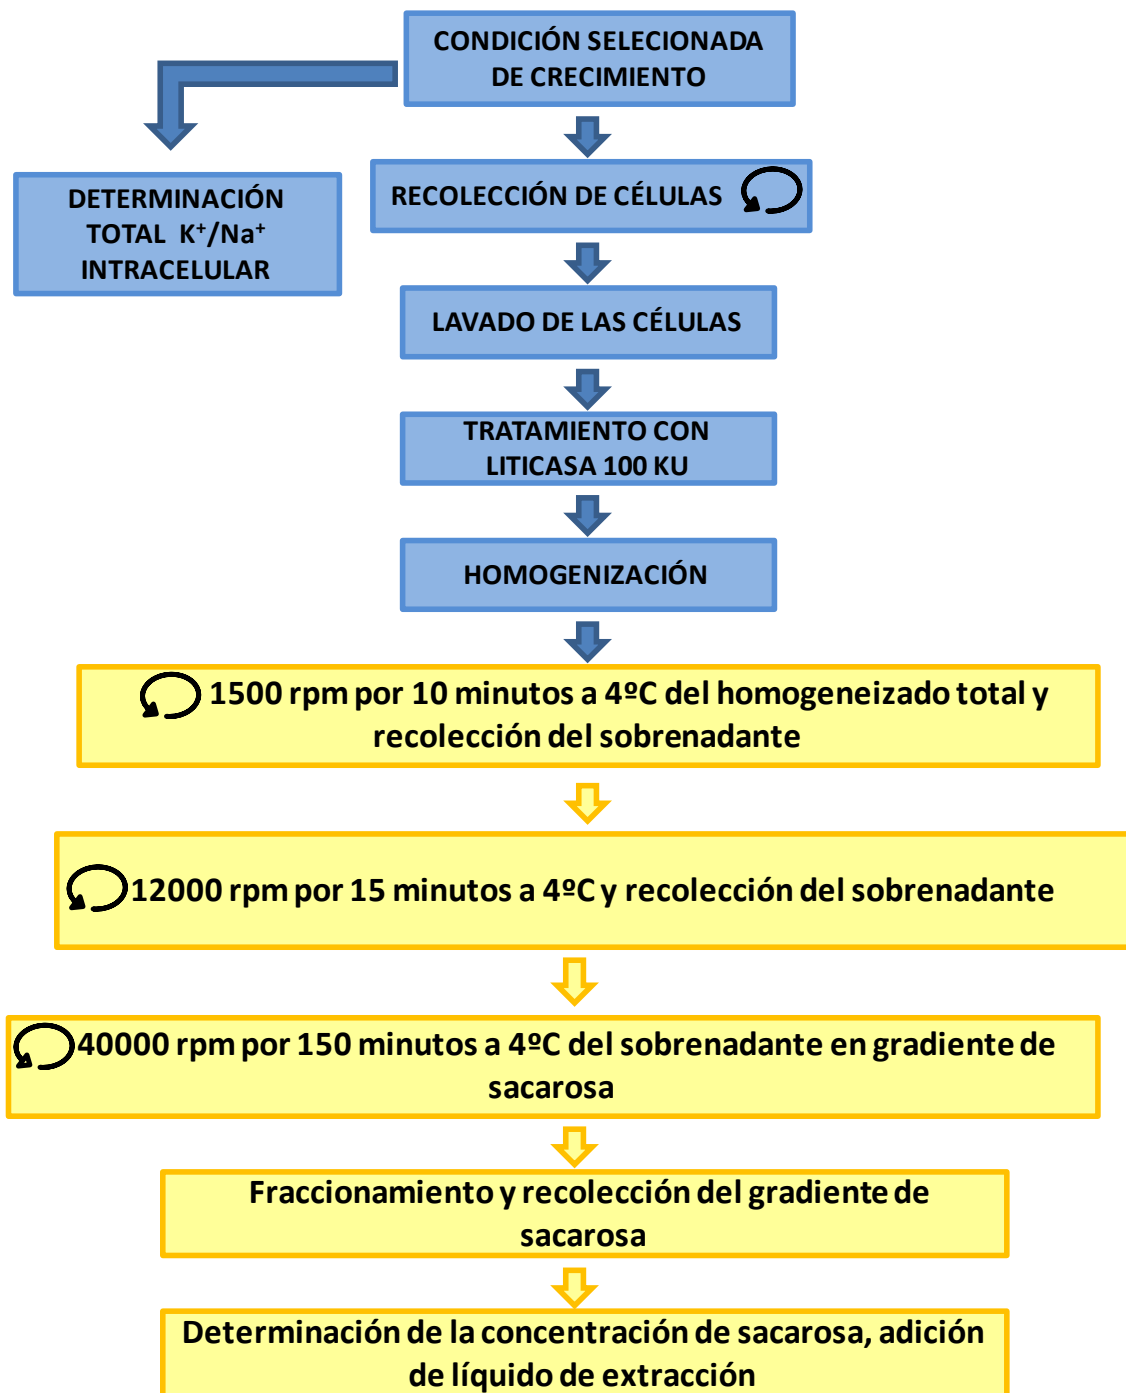 CONDICIÓN SELECIONADA
DE CRECIMIENTO
DETERMINACIÓN
TOTAL K⁺/Na⁺
INTRACELULAR
RECOLECCIÓN DE CÉLULAS
LAVADO DE LAS CÉLULAS
TRATAMIENTO CON
LITICASA 100 KU
HOMOGENIZACIÓN
1500 rpm por 10 minutos a 4ºC del homogeneizado total y
recolección del sobrenadante
12000 rpm por 15 minutos a 4ºC y recolección del sobrenadante
40000 rpm por 150 minutos a 4ºC del sobrenadante en gradiente de
sacarosa
Fraccionamiento y recolección del gradiente de
sacarosa
Determinación de la concentración de sacarosa, adición
de líquido de extracción